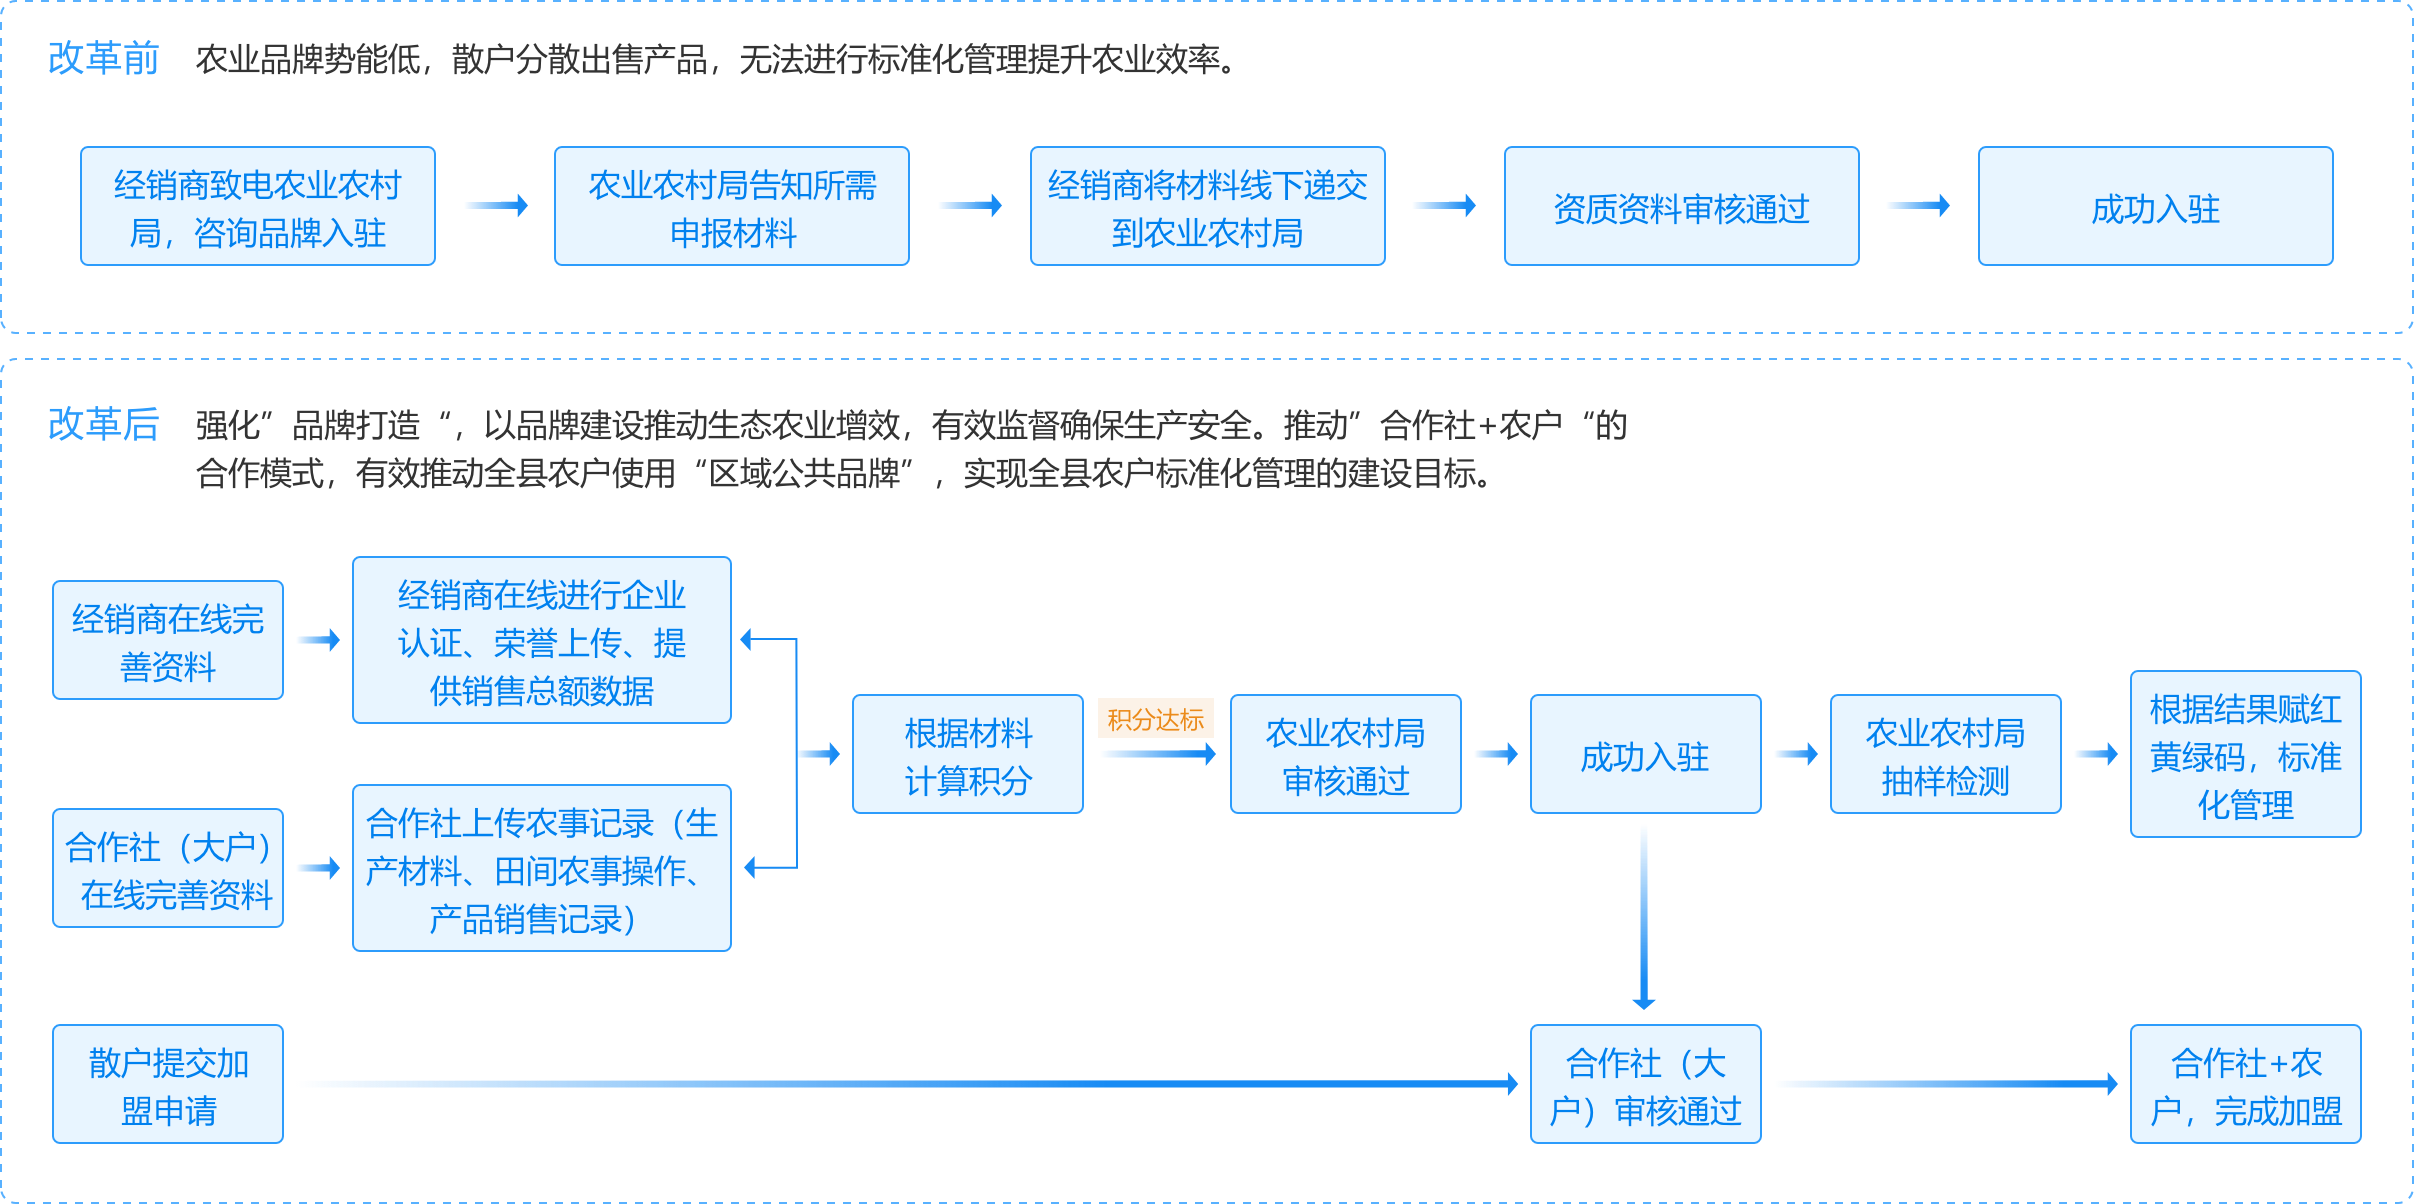 改革前
农业品牌势能低，散户分散出售产品，无法进行标准化管理提升农业效率。
经销商致电农业农村
局，咨询品牌入驻
农业农村局告知所需
申报材料
经销商将材料线下递交
到农业农村局
资质资料审核通过
成功入驻
改革后
强化”品牌打造“，以品牌建设推动生态农业增效，有效监督确保生产安全。推动”合作社+农户“的
合作模式，有效推动全县农户使用“区域公共品牌”，实现全县农户标准化管理的建设目标。
经销商在线完
善资料
经销商在线进行企业
认证、荣誉上传、提
供销售总额数据
合作社（大户）
在线完善资料
合作社上传农事记录（生
产材料、田间农事操作、
产品销售记录）
根据材料
计算积分
积分达标
农业农村局
审核通过
成功入驻
农业农村局
抽样检测
根据结果赋红
黄绿码，标准
化管理
散户提交加
盟申请
合作社（大
户）审核通过
合作社+农
户，完成加盟